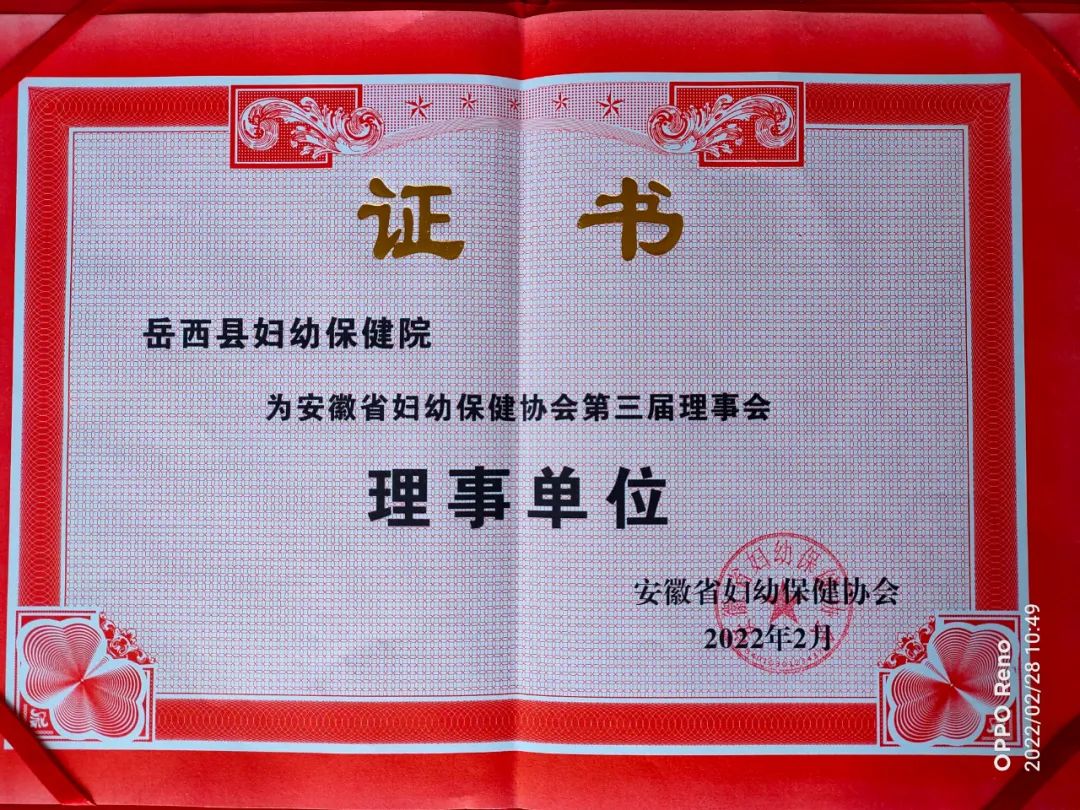 证 书
岳西县妇幼保健院
为安徽省妇幼保健协会第三届理事会
理事单位
安徽省妇幼保健协会
2022年2月
OPPO Reno
2022/02/28 10:49